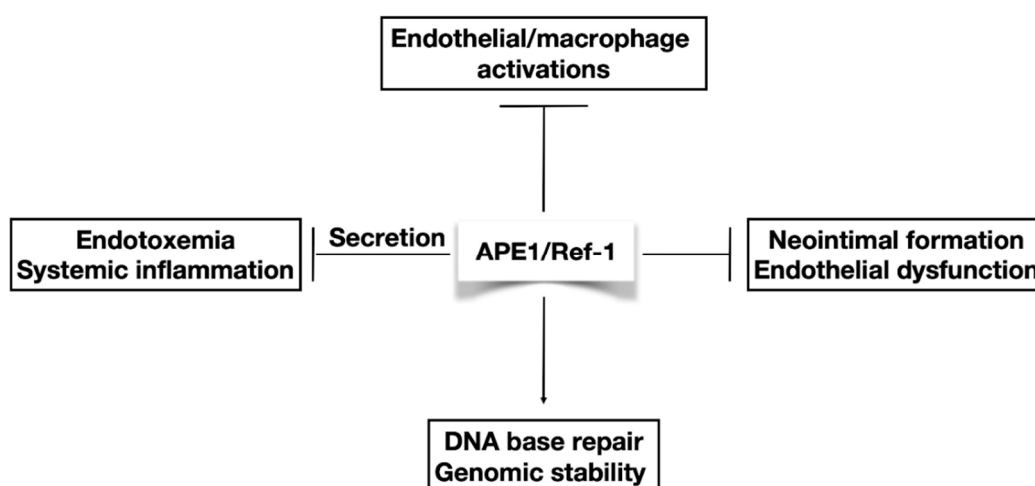 Endothelial/macrophage
activations
Endotoxemia
Systemic inflammation
Secretion
APE1/Ref-1
Neointimal formation
Endothelial dysfunction
DNA base repair
Genomic stability